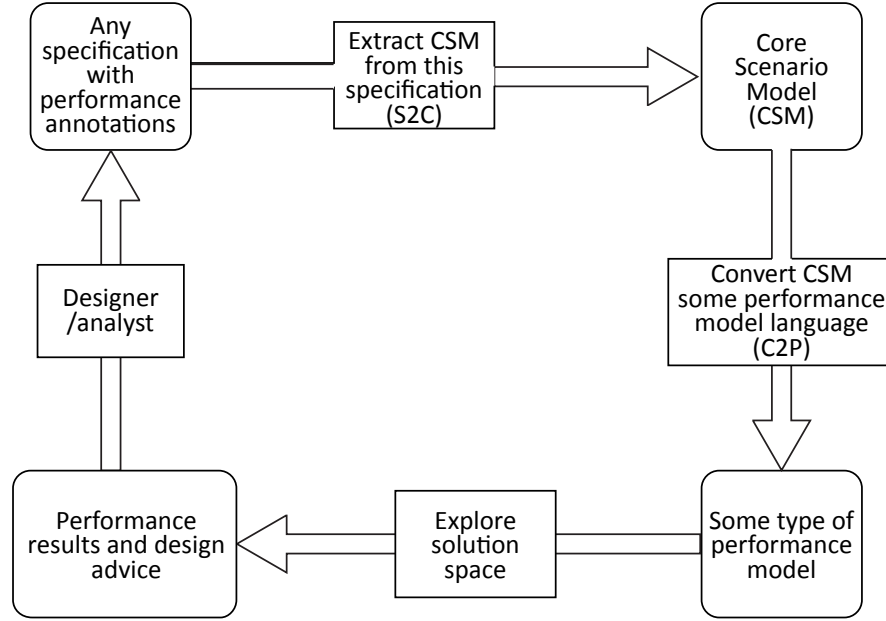 Any
specification
with
performance
annotations
Extract CSM
from this
specification
(S2C)
Core
Scenario
Model
(CSM)
Designer
/analyst
Convert CSM
some performance
model language
(C2P)
Performance
results and design
advice
Explore
solution
space
Some type of
performance
model